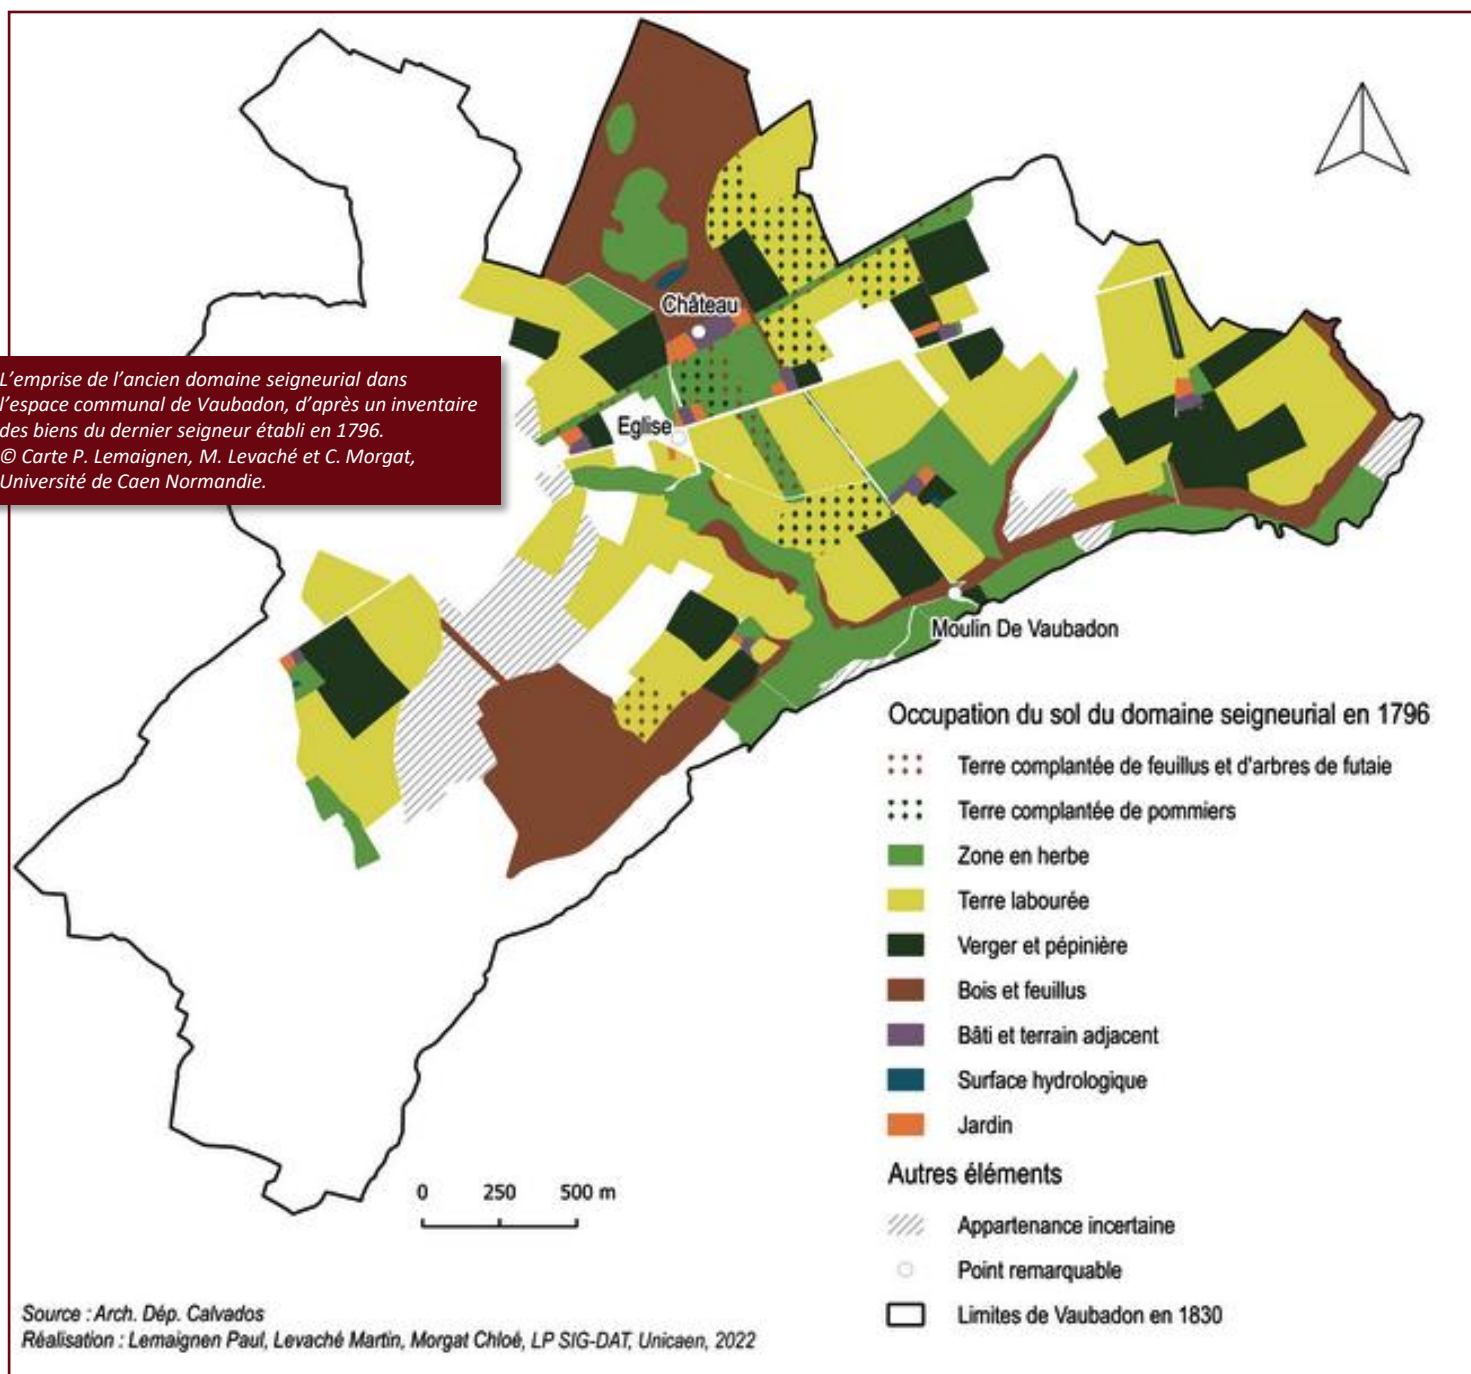 Château
L'emprise de l'ancien domaine seigneurial dans
l'espace communal de Vaubadon, d'après un inventaire
des biens du dernier seigneur établi en 1796.
© Carte P. Lemaignen, M. Levaché et C. Morgat,
Université de Caen Normandie.
Eglise
Moulin De Vaubadon
Occupation du sol du domaine seigneurial en 1796
Terre complantée de feuillus et d'arbres de futaie
Terre complantée de pommiers
Zone en herbe
Terre labourée
Verger et pépinière
Bois et feuillus
Bâti et terrain adjacent
Surface hydrologique
Jardin
Autres éléments
Appartenance incertaine
Point remarquable
Limites de Vaubadon en 1830
0 250 500 m
Source : Arch. Dép. Calvados
Réalisation : Lemaignen Paul, Levaché Martin, Morgat Chloé, LP SIG-DAT, Unicaen, 2022